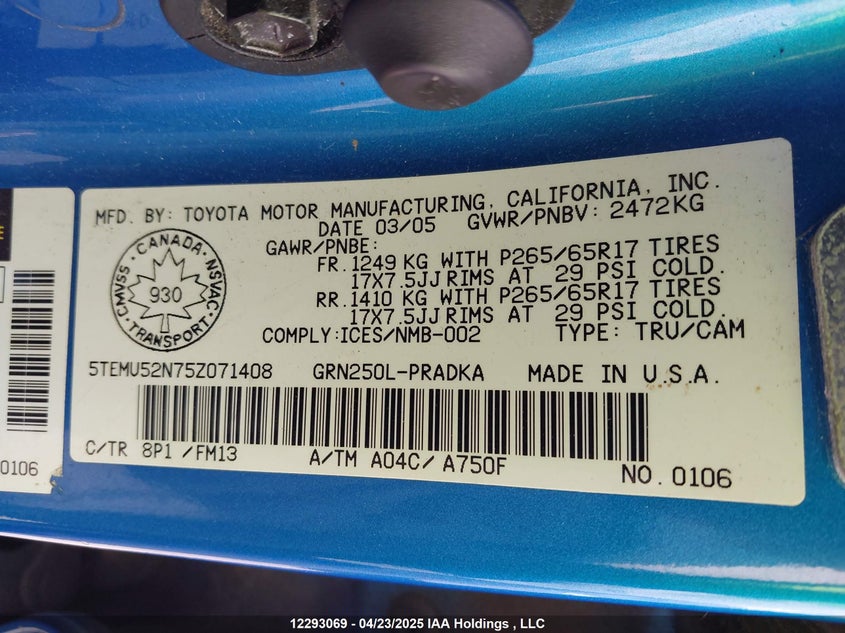 MFD. BY: TOYOTA MOTOR MANUFACTURING, CALIFORNIA, INC.
DATE 03/05 GVWR/PNBV: 2472KG
GAWR/PNBE:
FR. 1249 KG WITH P265/65R17 TIRES
17X7.5JJ RIMS AT 29 PSI COLD.
RR. 1410 KG WITH P265/65R17 TIRES
17X7.5JJ RIMS AT 29 PSI COLD.
CANADA
CMVSS 930 NSVAC
TRANSPORT
COMPLY: ICES/NMB-002 TYPE: TRU/CAM
5TEMU52N75Z071408 GRN250L-PRADKA MADE IN U.S.A.
C/TR 8P1 /FM13 A/TM A04C/ A750F NO. 0106
0106
12293069 - 04/23/2025 IAA Holdings , LLC